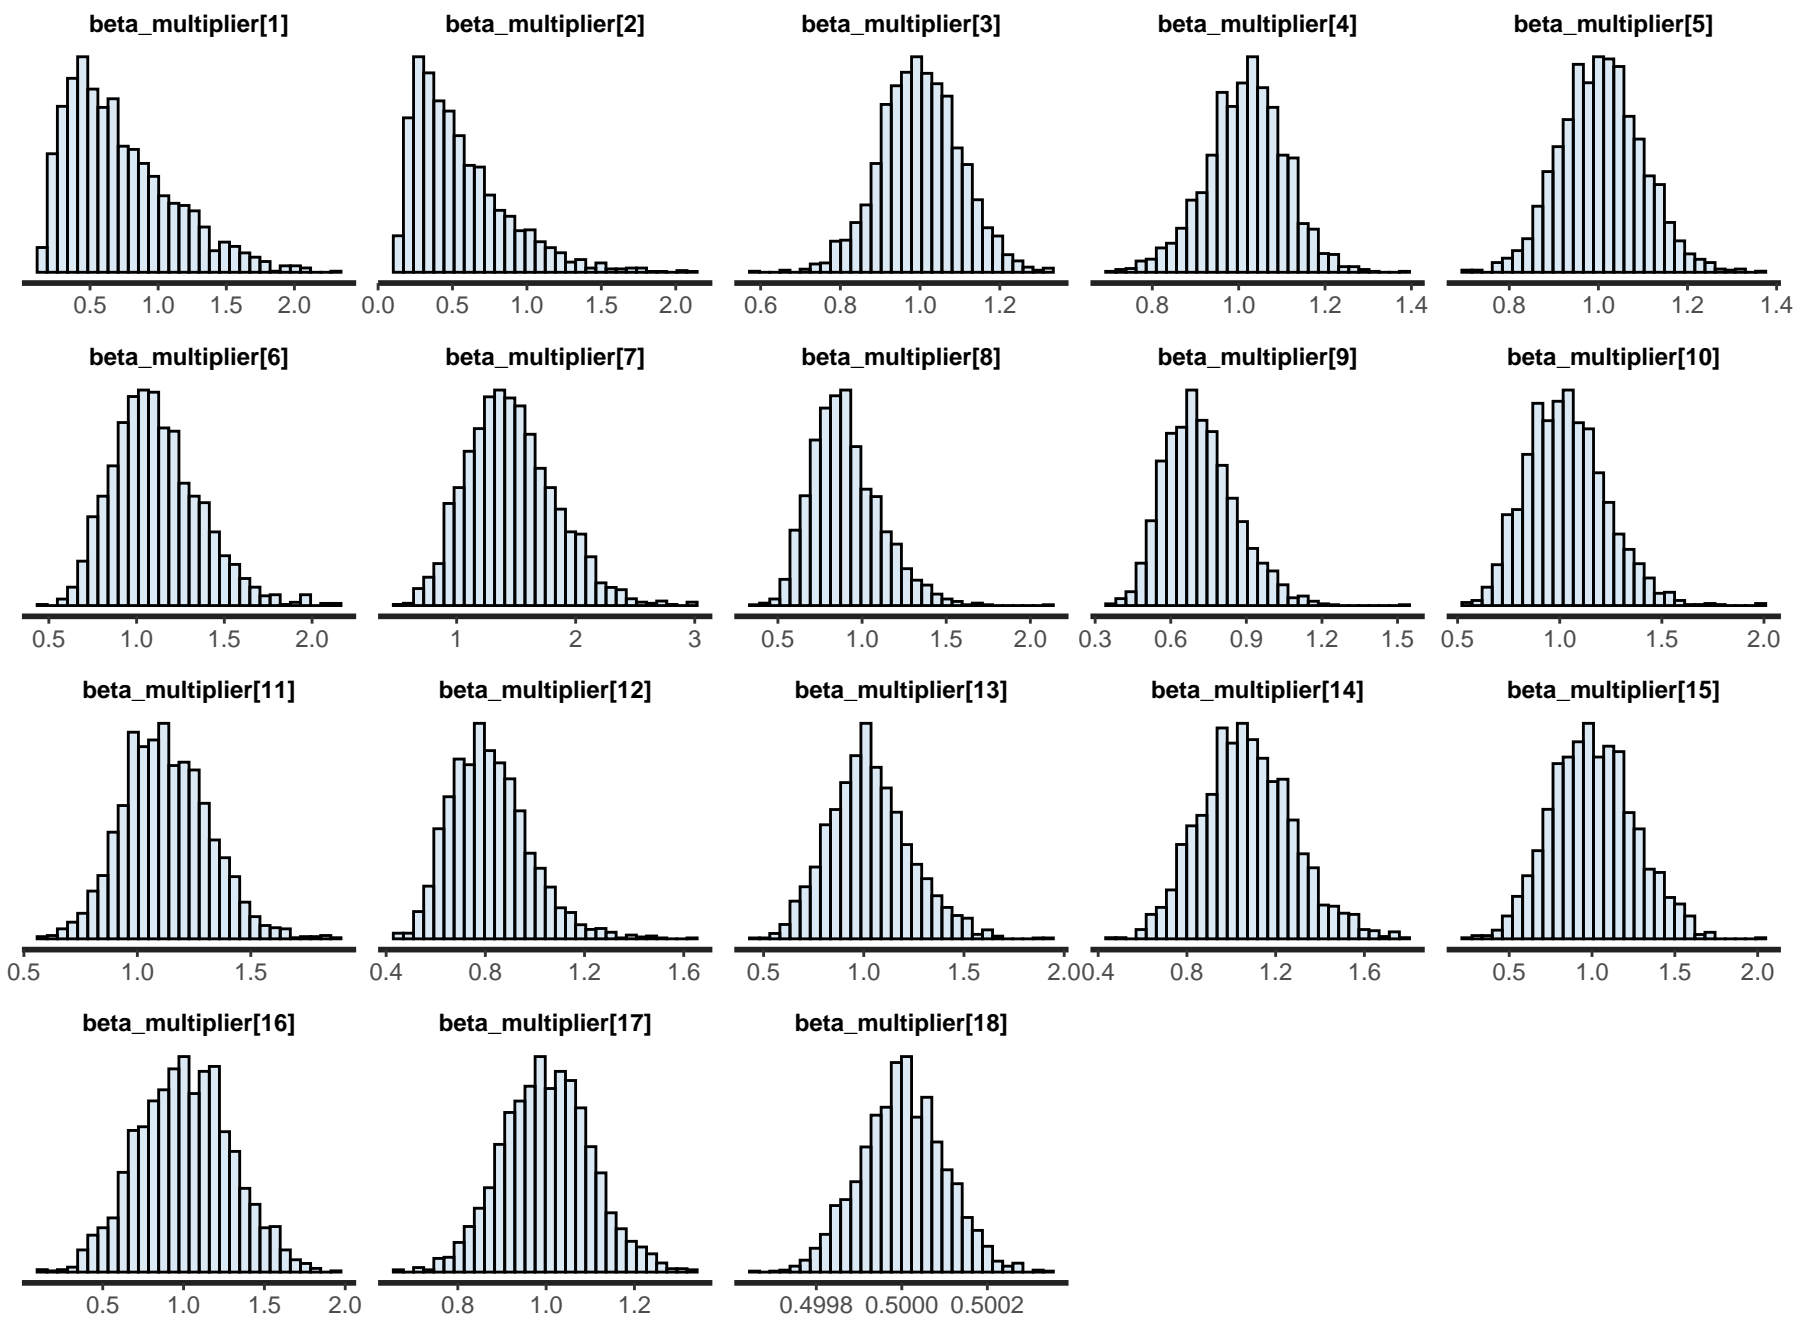 beta_multiplier[1] beta_multiplier[2] beta_multiplier[3] beta_multiplier[4] beta_multiplier[5]
0.5 1.0 1.5 2.0 0.0 0.5 1.0 1.5 2.0 0.6 0.8 1.0 1.2 0.8 1.0 1.2 1.4 0.8 1.0 1.2 1.4
beta_multiplier[6] beta_multiplier[7] beta_multiplier[8] beta_multiplier[9] beta_multiplier[10]
0.5 1.0 1.5 2.0 1 2 3 0.5 1.0 1.5 2.0 0.3 0.6 0.9 1.2 1.5 0.5 1.0 1.5 2.0
beta_multiplier[11] beta_multiplier[12] beta_multiplier[13] beta_multiplier[14] beta_multiplier[15]
0.5 1.0 1.5 0.4 0.8 1.2 1.6 0.5 1.0 1.5 2.0 0.4 0.8 1.2 1.6 0.5 1.0 1.5 2.0
beta_multiplier[16] beta_multiplier[17] beta_multiplier[18]
0.5 1.0 1.5 2.0 0.8 1.0 1.2 0.4998 0.5000 0.5002